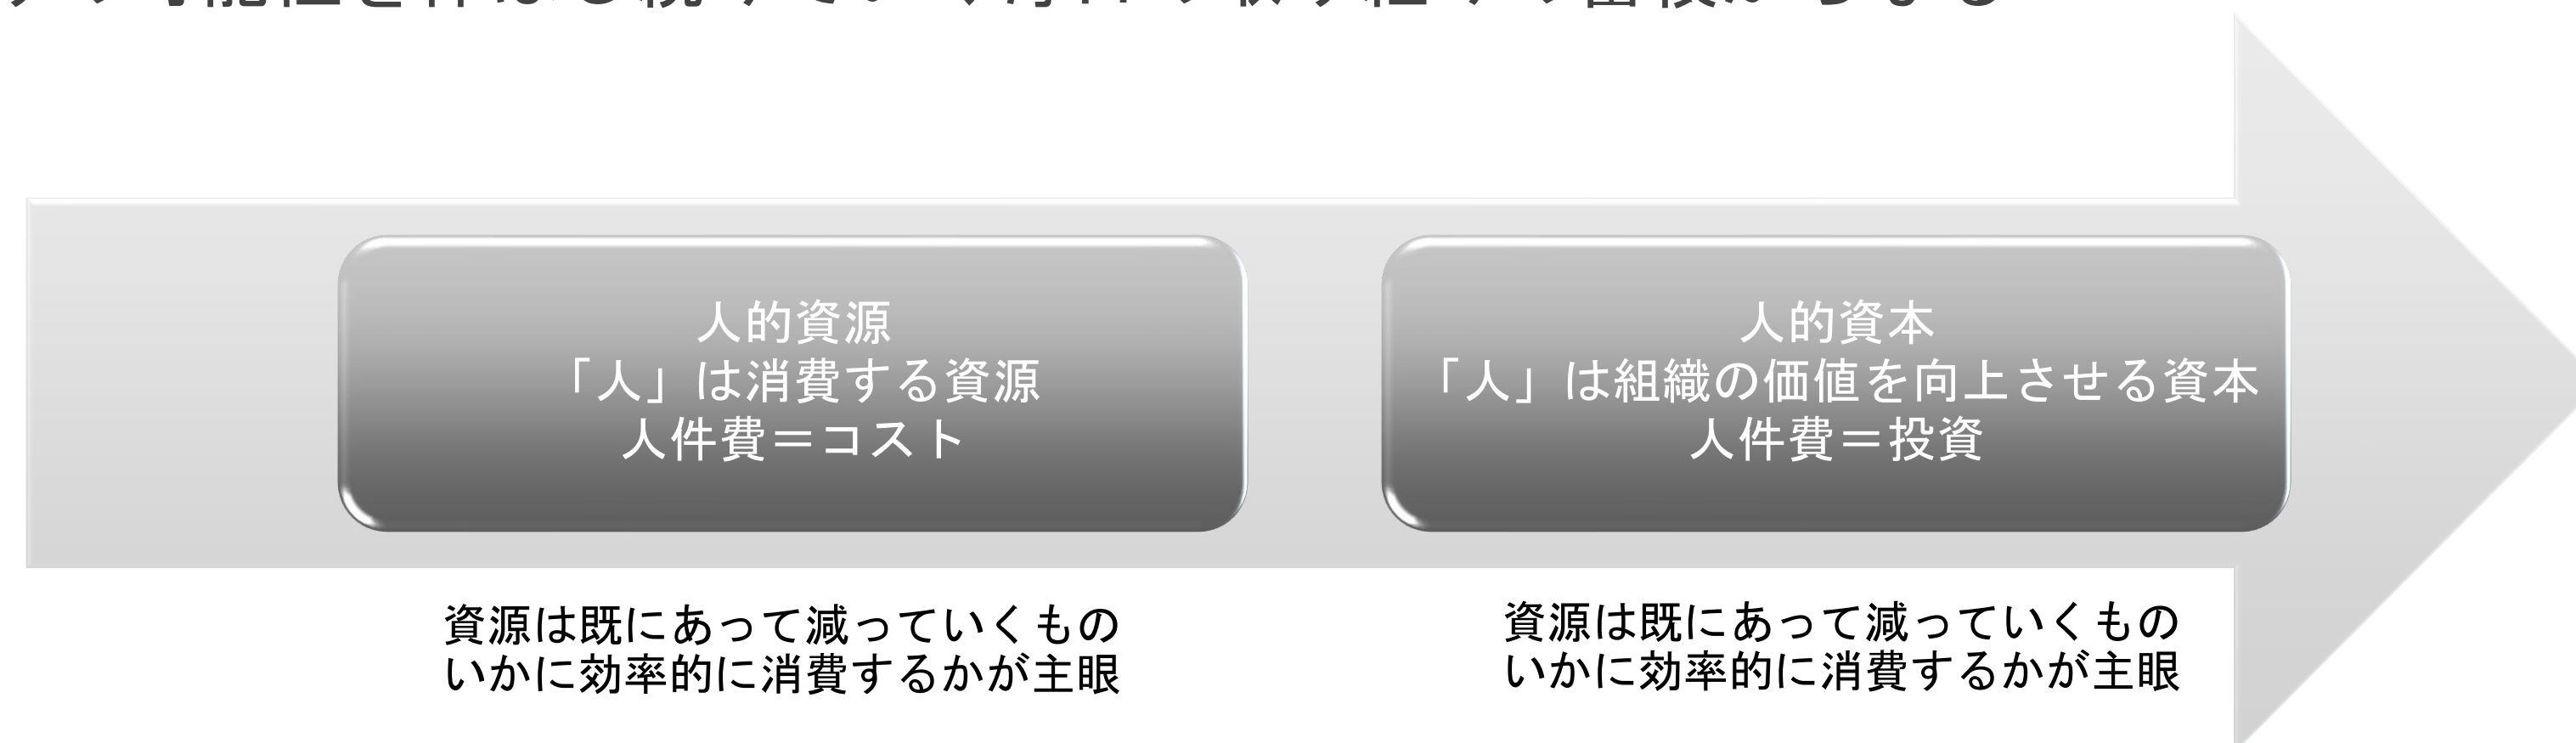 人的資源
「人」は消費する資源
人件費＝コスト
人的資本
「人」は組織の価値を向上させる資本
人件費＝投資
資源は既にあって減っていくもの
いかに効率的に消費するかが主眼
資源は既にあって減っていくもの
いかに効率的に消費するかが主眼